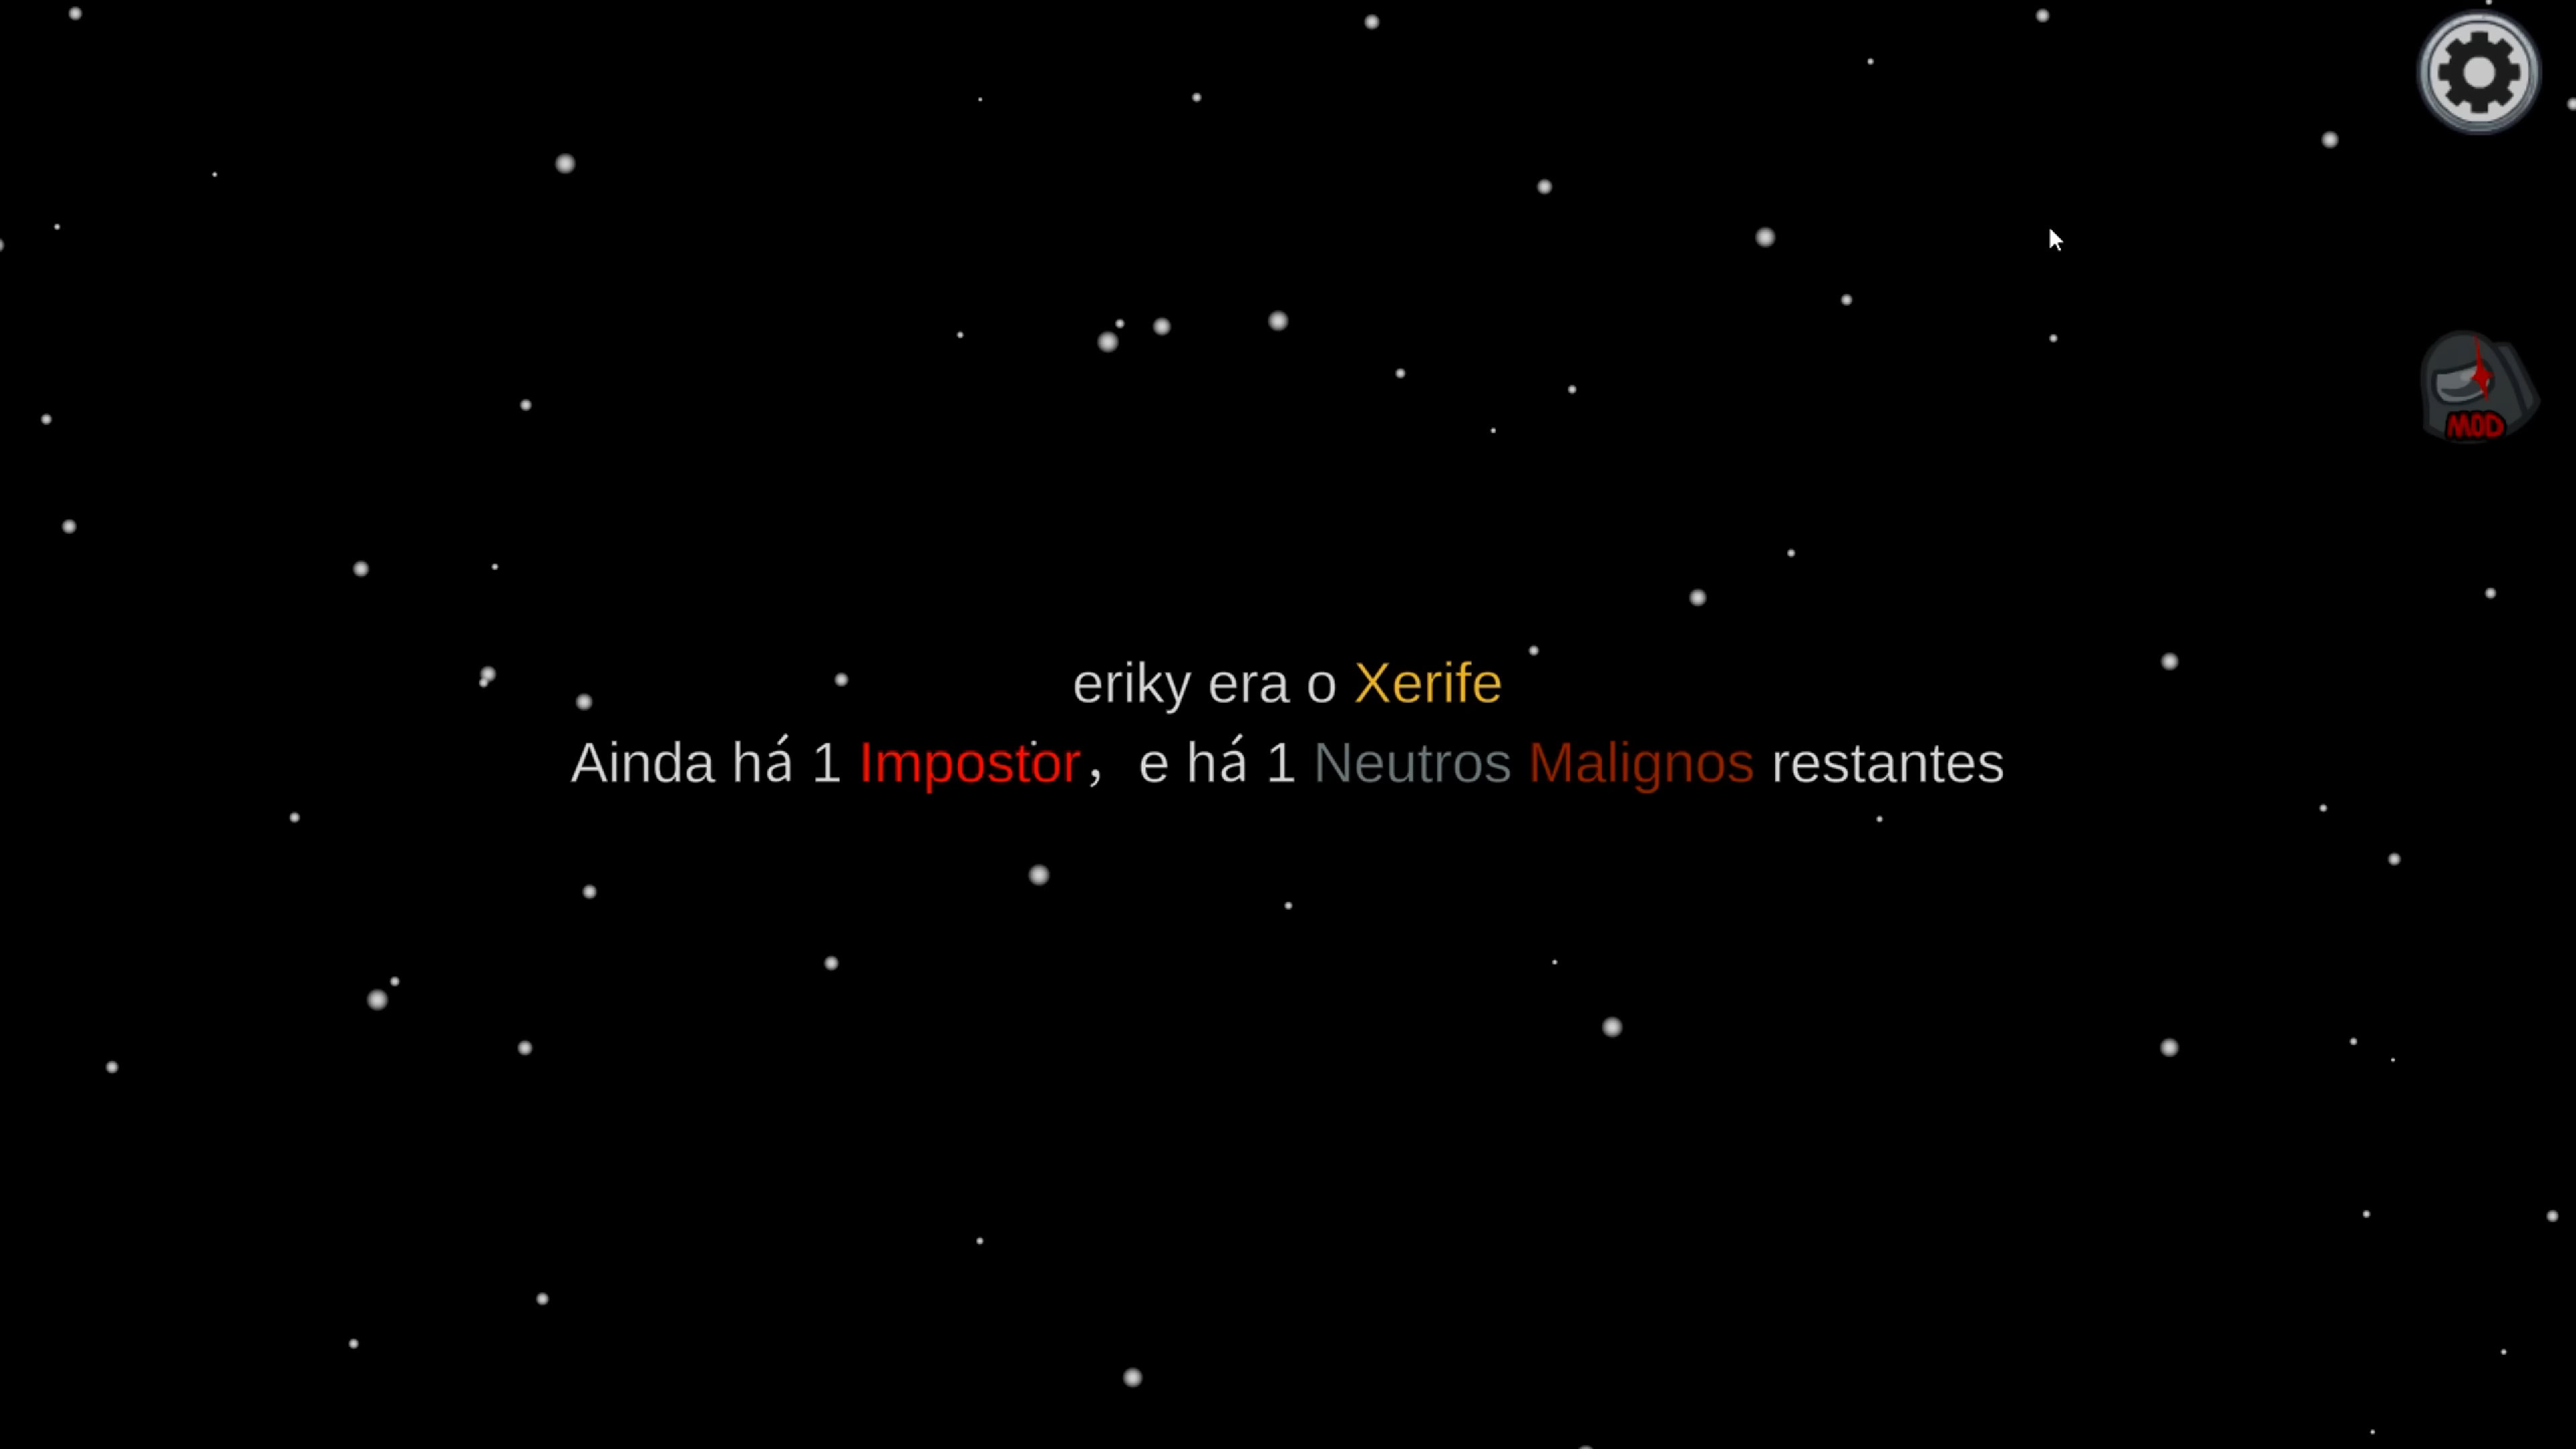 MOD
eriky era o Xerife
Ainda há 1 Impostor，e há 1 Neutros Malignos restantes